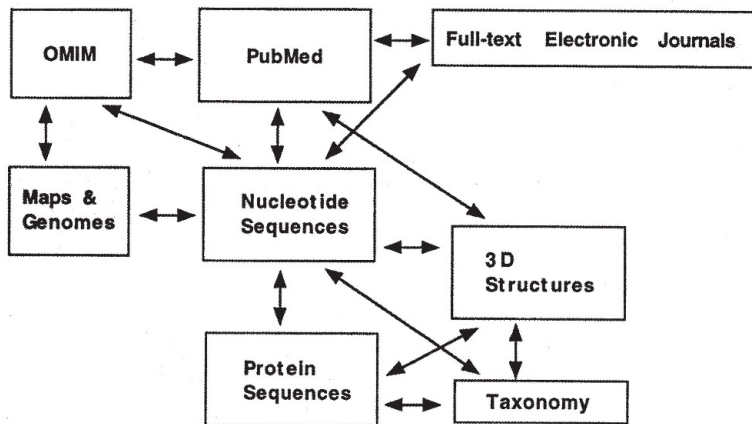 OMIM
PubMed
Full-text Electronic Journals
Maps &
Genomes
Nucleotide
Sequences
3D
Structures
Protein
Sequences
Taxonomy